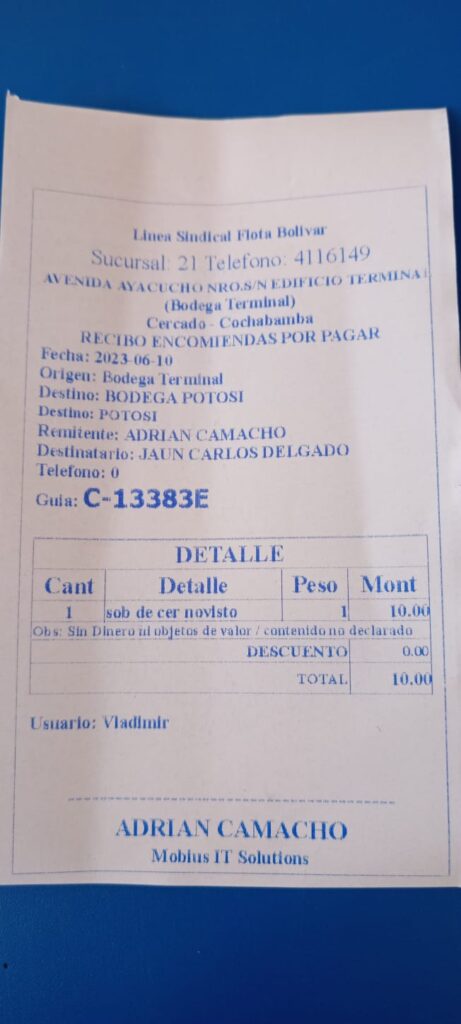 Linea Sindical Flota Bolivar
Sucursal: 21 Telefono: 4116149
AVENIDA AYACUCHO NRO.S/N EDIFICIO TERMINAL
(Bodega Terminal)
Cercado - Cochabamba
RECIBO ENCOMIENDAS POR PAGAR
Fecha: 2023-06-10
Origen: Bodega Terminal
Destino: BODEGA POTOSI
Destino: POTOSI
Remitente: ADRIAN CAMACHO
Destinatario: JAUN CARLOS DELGADO
Telefono: 0
Guia: C-13383E
DETALLE
Cant Detalle Peso Mont
1 sob de cer novisto 1 10.00
Obs: Sin Dinero ni objetos de valor / contenido no declarado
DESCUENTO 0.00
TOTAL 10.00
Usuario: Vladimir
ADRIAN CAMACHO
Mobius IT Solutions